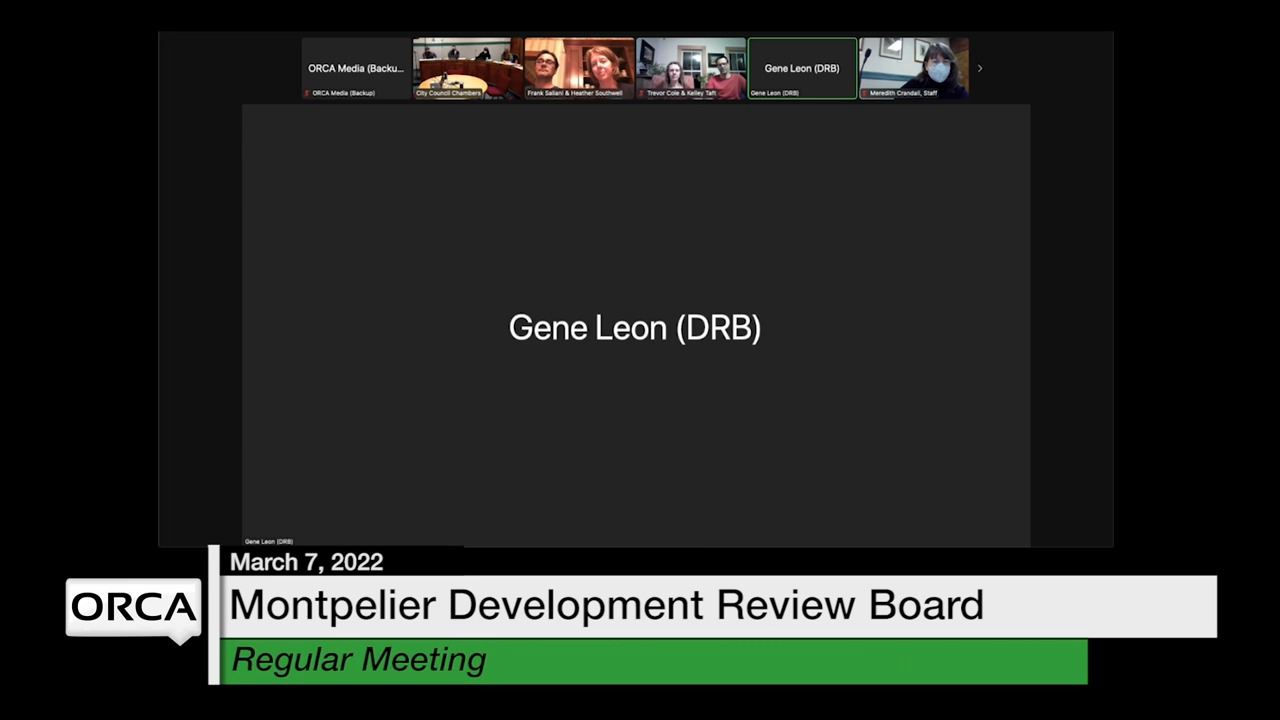 ORCA Media (Backu...
Gene Leon (DRB)
ORCA Media (Backup)
City Council Chambers
Frank Saliani & Heather Southwell
Trevor Cole & Kelley Taft
Gene Leon (DRB)
Meredith Crandall, Staff
Gene Leon (DRB)
Gene Leon (DRB)
March 7, 2022
ORCA
Montpelier Development Review Board
Regular Meeting